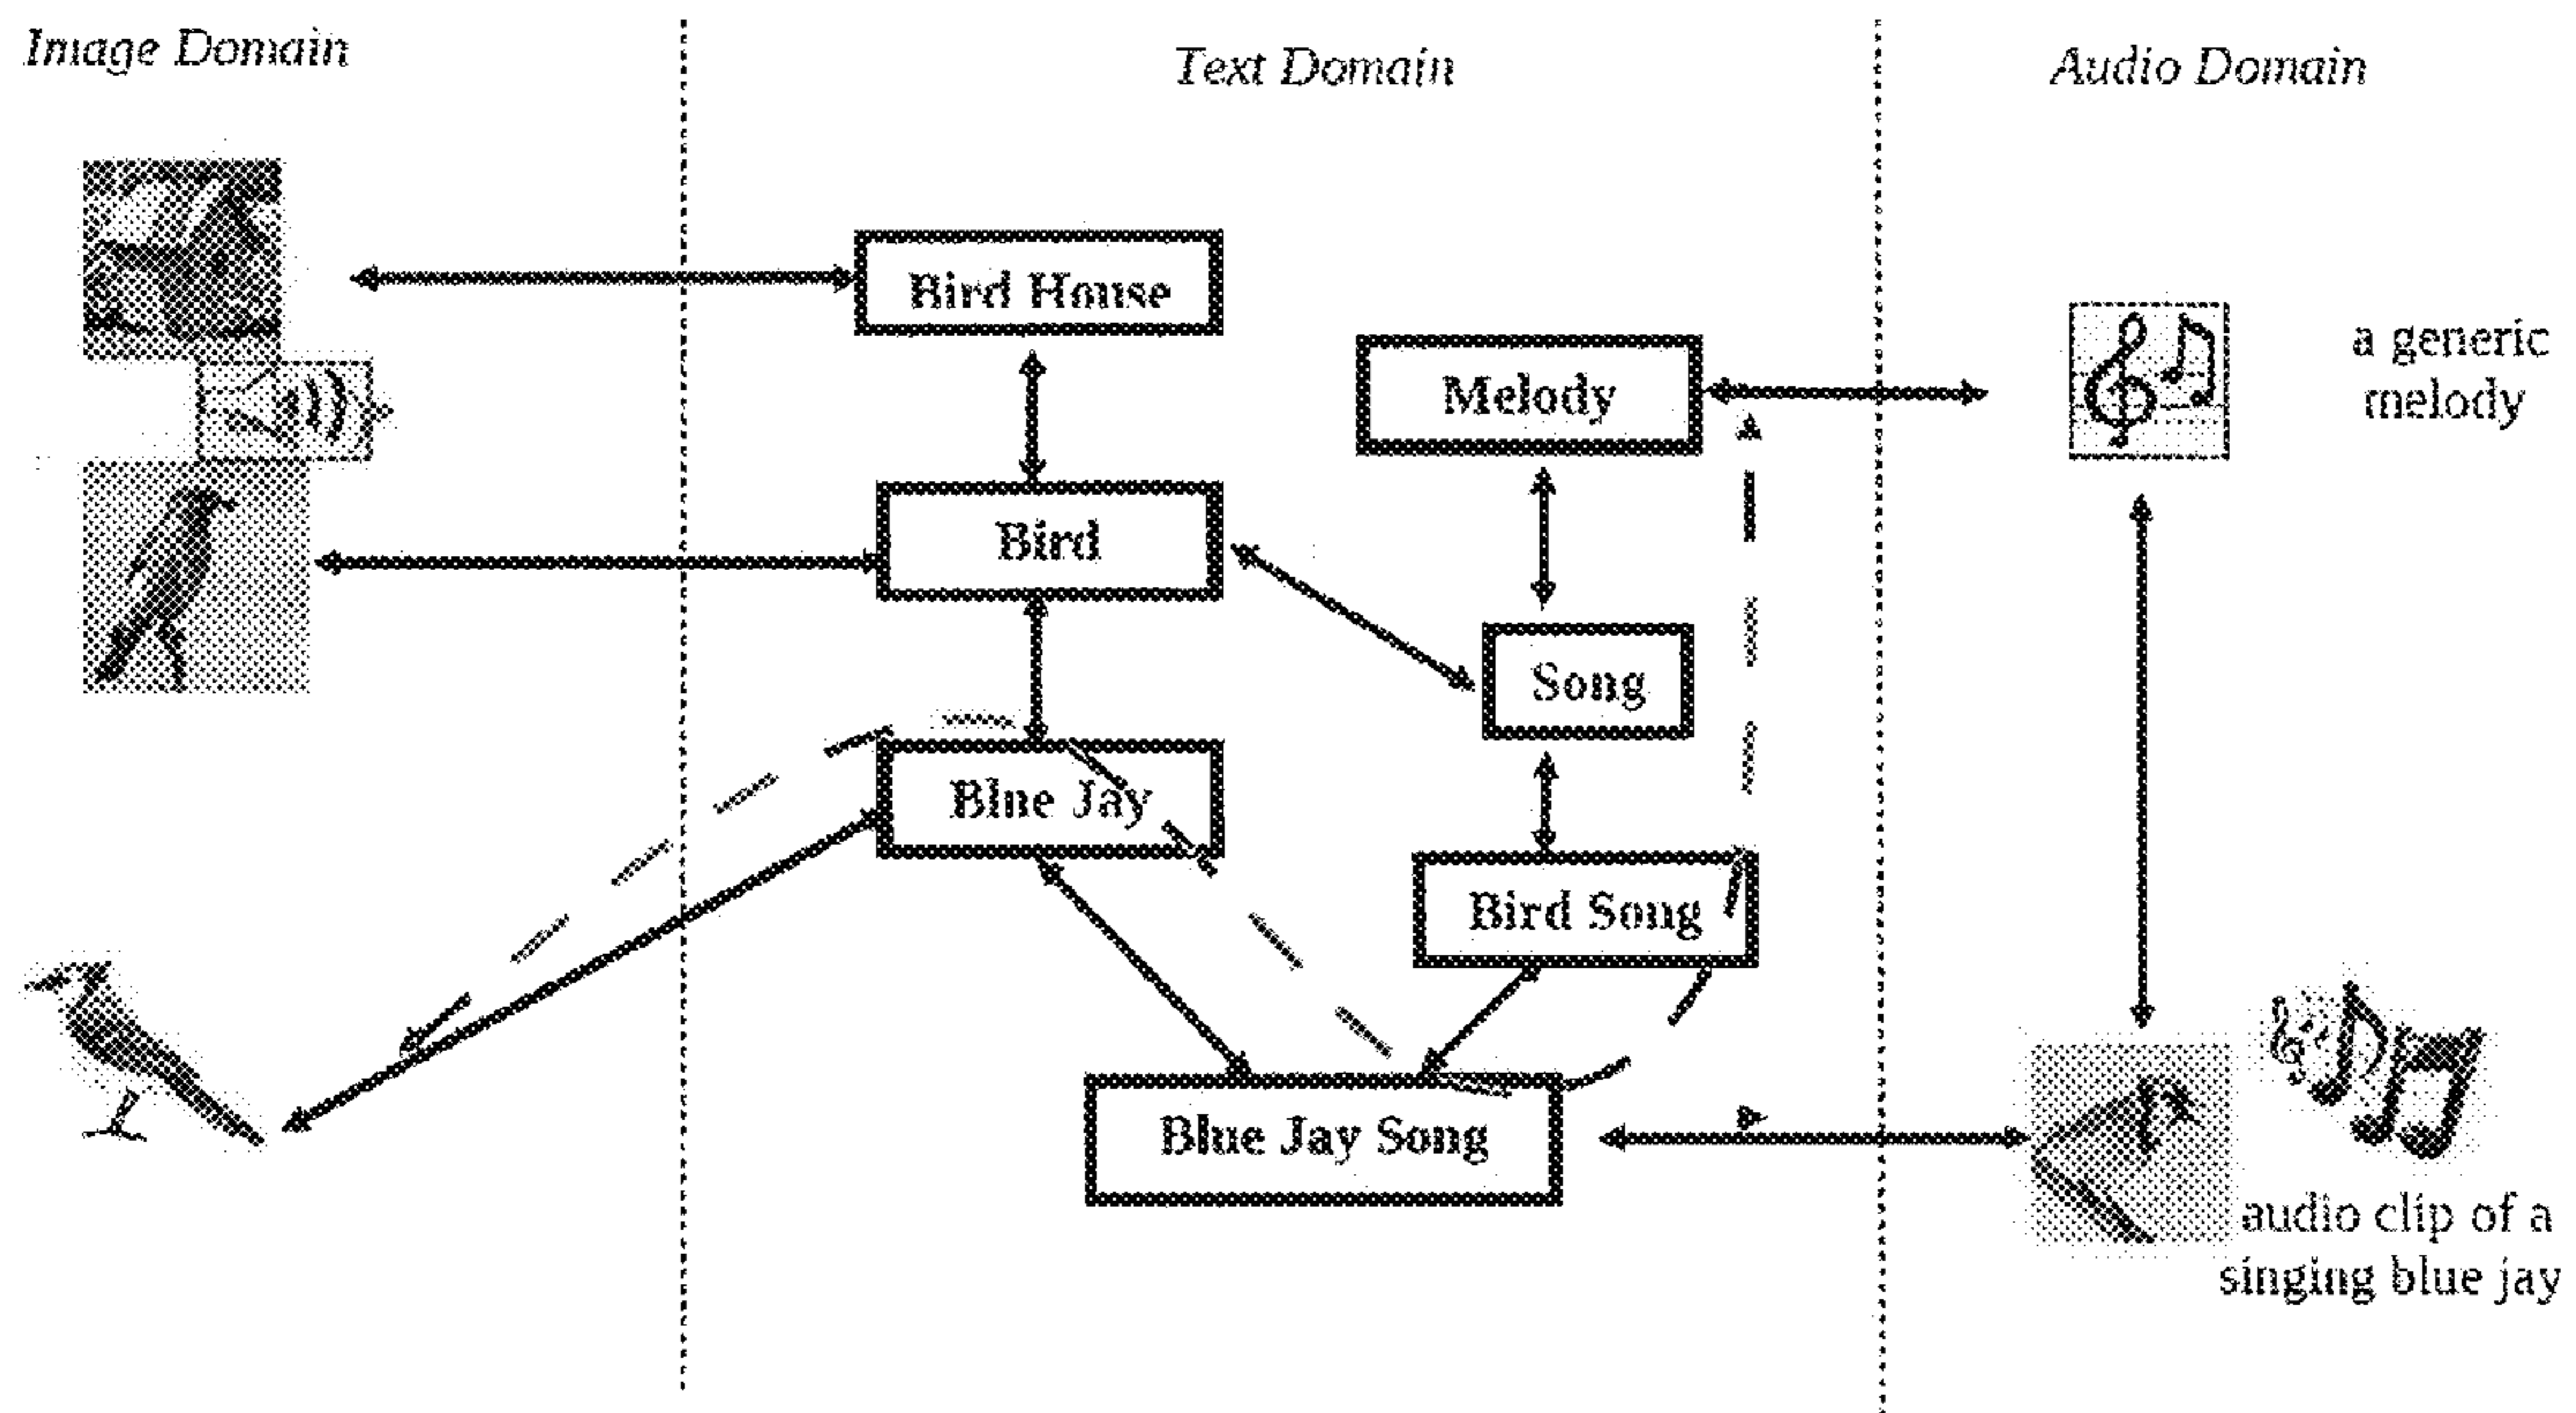 Image Domain
Text Domain
Audio Domain
Bird House
Melody
a generic
melody
Bird
Song
Blue Jay
Bird Song
Blue Jay Song
audio clip of a
singing blue jay